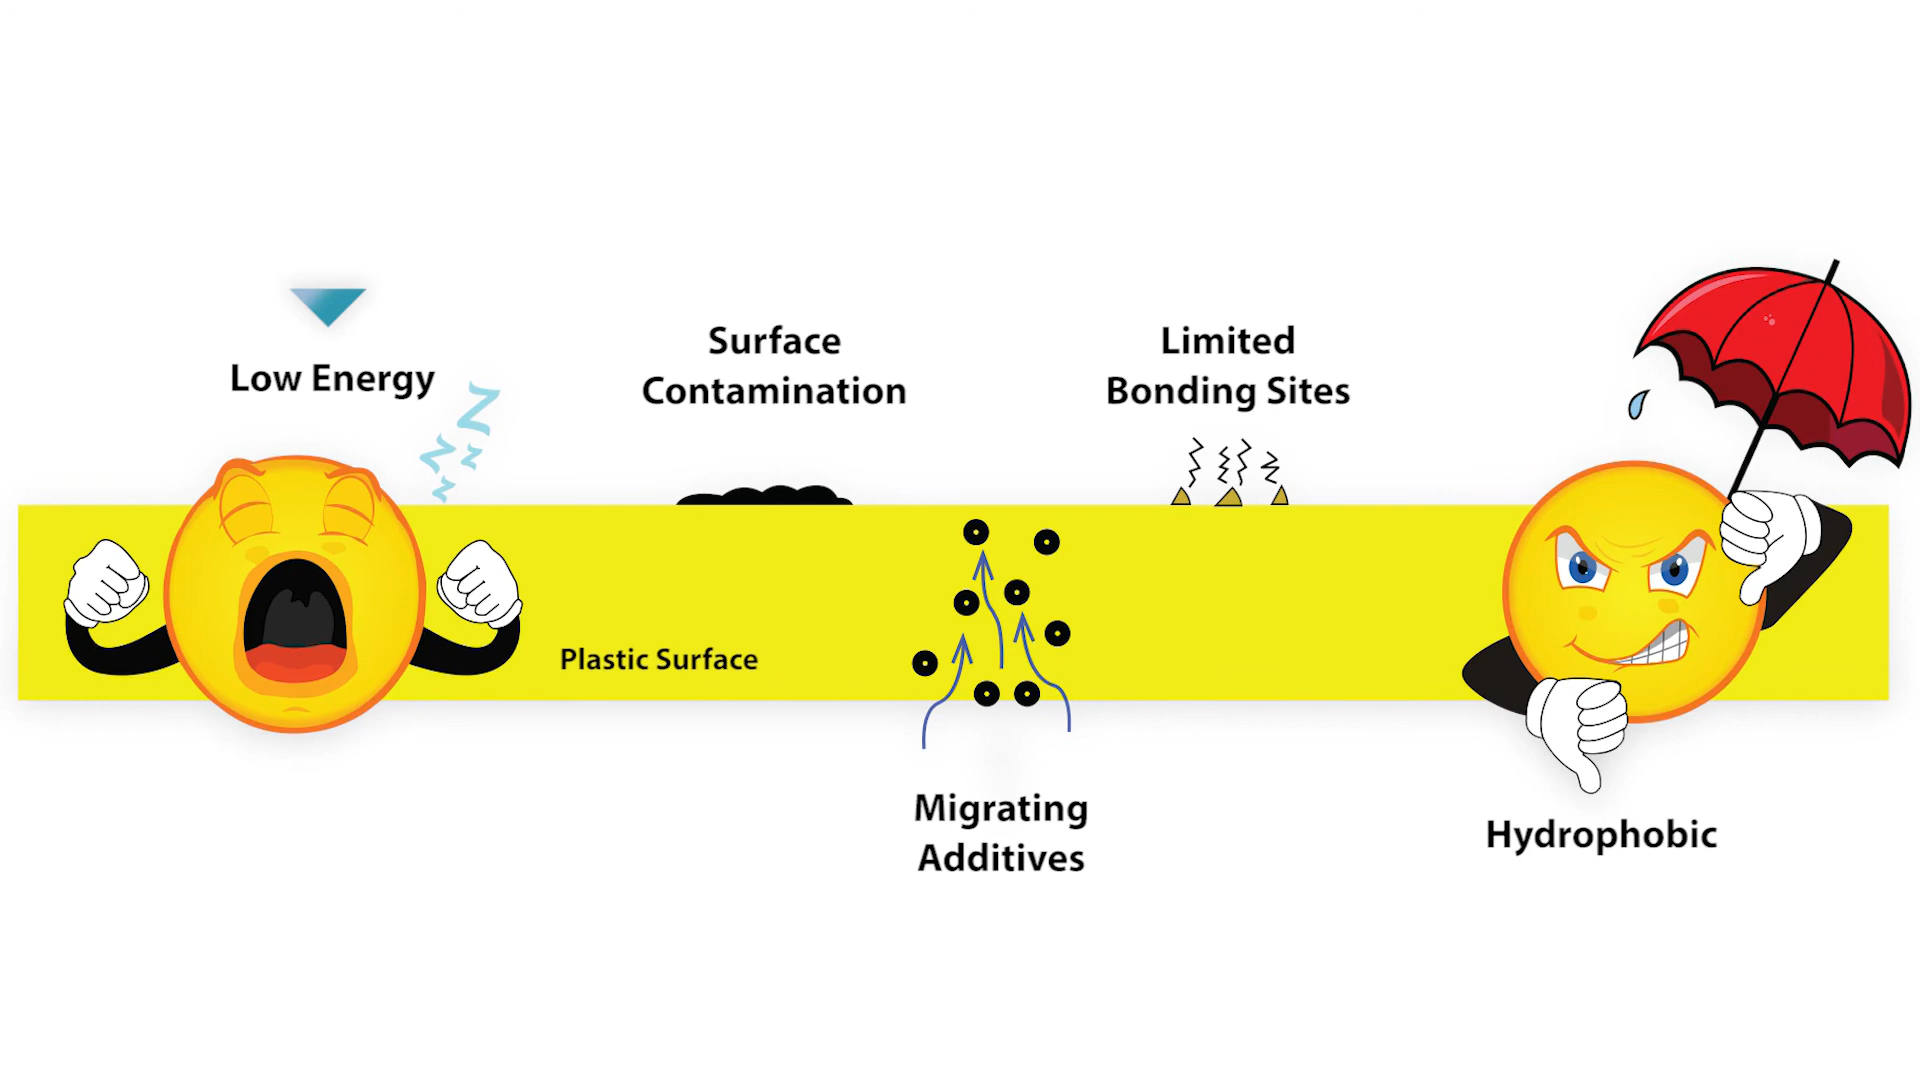 Low Energy
Surface
Contamination
Limited
Bonding Sites
Plastic Surface
Migrating
Additives
Hydrophobic